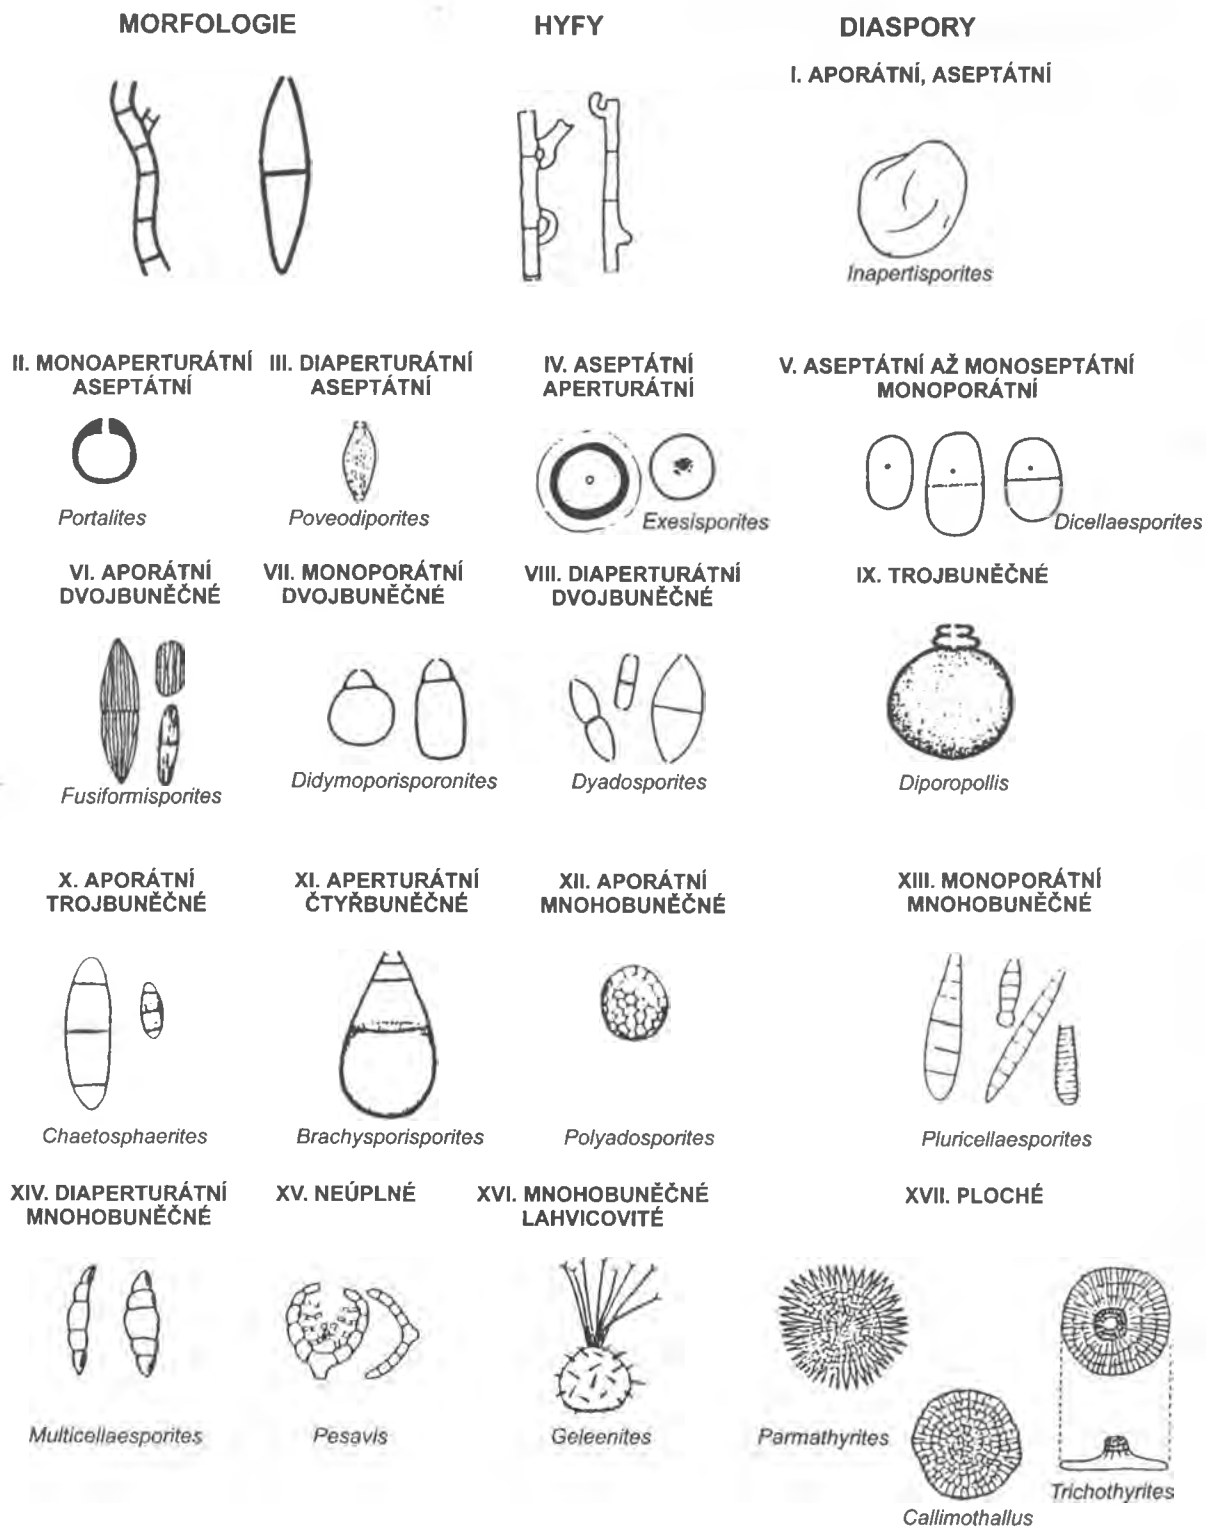 MORFOLOGIE
HYFY
DIASPORY
I. APORÁTNÍ, ASEPTÁTNÍ
Inapertisporites
II. MONOAPERTURÁTNÍ
ASEPTÁTNÍ
III. DIAPERTURÁTNÍ
ASEPTÁTNÍ
IV. ASEPTÁTNÍ
APERTURÁTNÍ
V. ASEPTÁTNÍ AŽ MONOSEPTÁTNÍ
MONOPORÁTNÍ
Portalites
Poveodiporites
Exesisporites
Dicellaesporites
VI. APORÁTNÍ
DVOJBUNĚČNÉ
VII. MONOPORÁTNÍ
DVOJBUNĚČNÉ
VIII. DIAPERTURÁTNÍ
DVOJBUNĚČNÉ
IX. TROJBUNĚČNÉ
Fusiformisporites
Didymoporisporonites
Dyadosporites
Diporopollis
X. APORÁTNÍ
TROJBUNĚČNÉ
XI. APERTURÁTNÍ
ČTYŘBUNĚČNÉ
XII. APORÁTNÍ
MNOHOBUNĚČNÉ
XIII. MONOPORÁTNÍ
MNOHOBUNĚČNÉ
Chaetosphaerites
Brachysporisporites
Polyadosporites
Pluricellaesporites
XIV. DIAPERTURÁTNÍ
MNOHOBUNĚČNÉ
XV. NEÚPLNÉ
XVI. MNOHOBUNĚČNÉ
LAHVICOVITÉ
XVII. PLOCHÉ
Multicellaesporites
Pesavis
Geleenites
Parmathyrites
Trichothyrites
Callimothallus